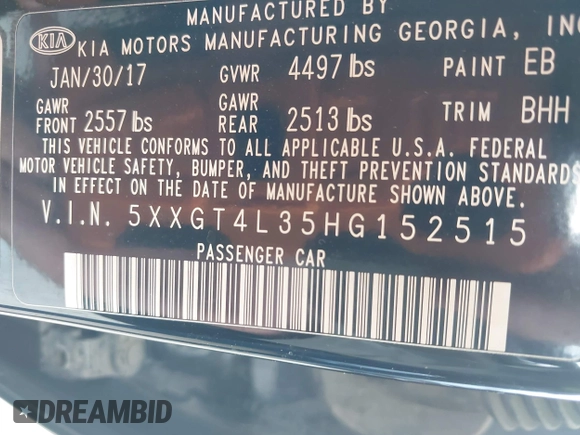 MANUFACTURED BY
KIA KIA MOTORS MANUFACTURING GEORGIA, INC
JAN/30/17 GVWR 4497 lbs PAINT EB
GAWR FRONT 2557 lbs GAWR REAR 2513 lbs TRIM BHH
THIS VEHICLE CONFORMS TO ALL APPLICABLE U.S.A. FEDERAL
MOTOR VEHICLE SAFETY, BUMPER, AND THEFT PREVENTION STANDARDS
IN EFFECT ON THE DATE OF MANUFACTURE SHOWN ABOVE.
V.I.N. 5XXGT4L35HG152515
PASSENGER CAR
DREAMBID